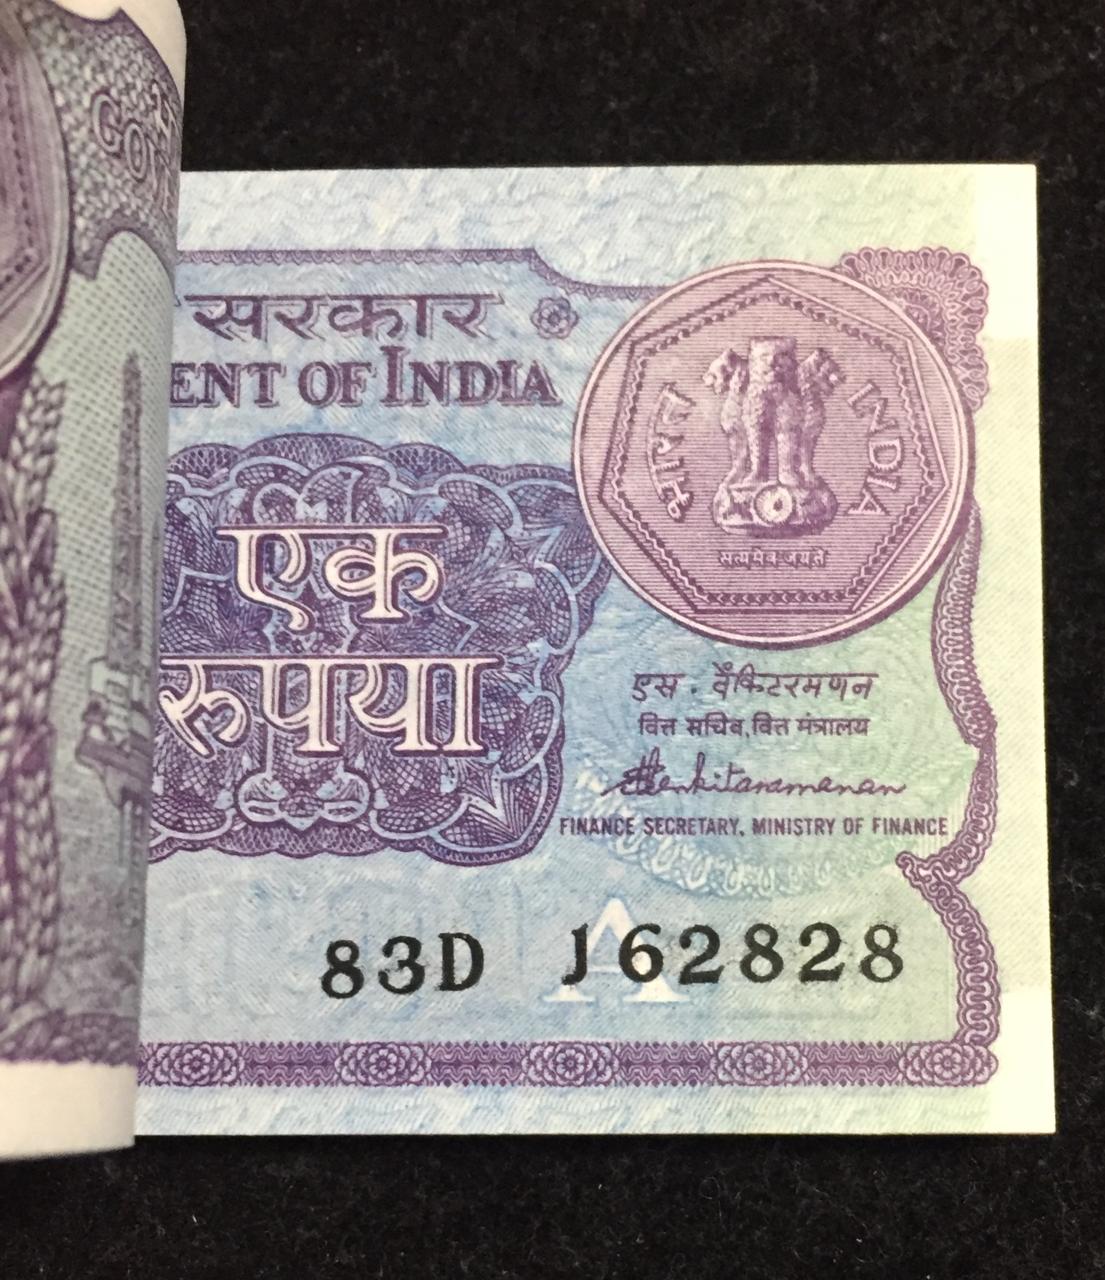 सरकार
ENT OF INDIA
भारत
INDIA
सत्यमेव जयते
एक
रुपया
एस. वेंकिटरमणन
वित्त सचिव, वित्त मंत्रालय
SVenkitaramanan
FINANCE SECRETARY, MINISTRY OF FINANCE
A
83D J 62828